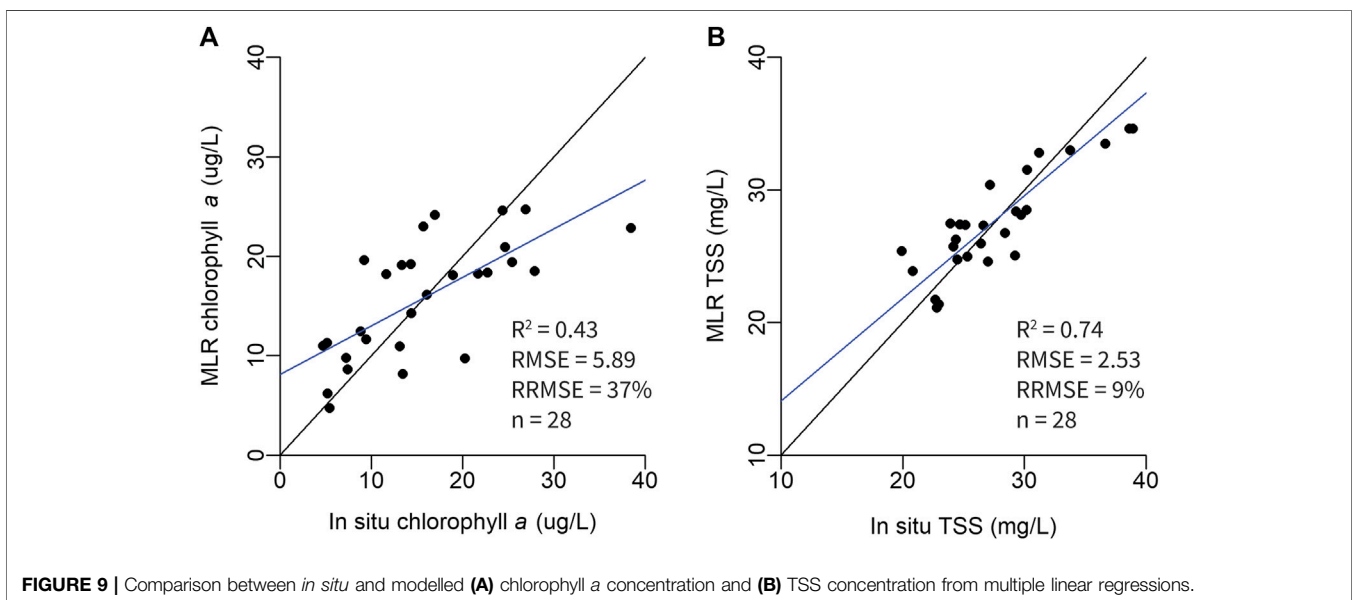 A
40
30
20
10
0
MLR chlorophyll a (ug/L)
R² = 0.43
RMSE = 5.89
RRMSE = 37%
n = 28
0 10 20 30 40
In situ chlorophyll a (ug/L)
B
40
30
20
10
MLR TSS (mg/L)
R² = 0.74
RMSE = 2.53
RRMSE = 9%
n = 28
10 20 30 40
In situ TSS (mg/L)
FIGURE 9 | Comparison between in situ and modelled (A) chlorophyll a concentration and (B) TSS concentration from multiple linear regressions.